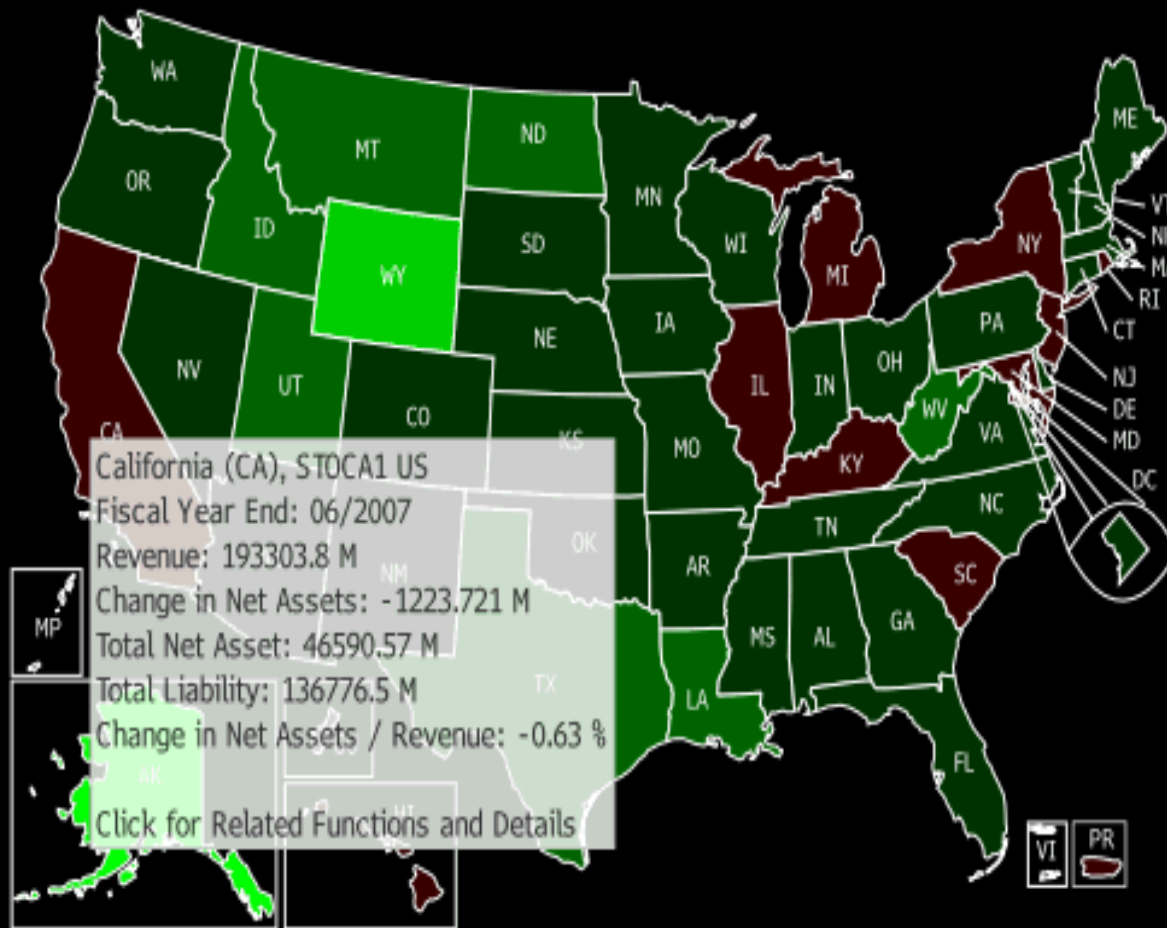 WA
ME
ND
MT
OR
MN
ID
WI
SD
NY
WY
MI
RI
IA
PA
CT
NE
OH
NV
UT
IL
IN
NJ
CO
WV
DE
CA
KS
MO
VA
MD
KY
DC
California (CA), STOCA1 US
Fiscal Year End: 06/2007
Revenue: 193303.8 M
Change in Net Assets: -1223.721 M
Total Net Asset: 46590.57 M
Total Liability: 136776.5 M
Change in Net Assets / Revenue: -0.63 %
Click for Related Functions and Details
NC
TN
OK
AR
NM
SC
MP
MS
AL
GA
TX
LA
FL
AK
HI
VI
PR